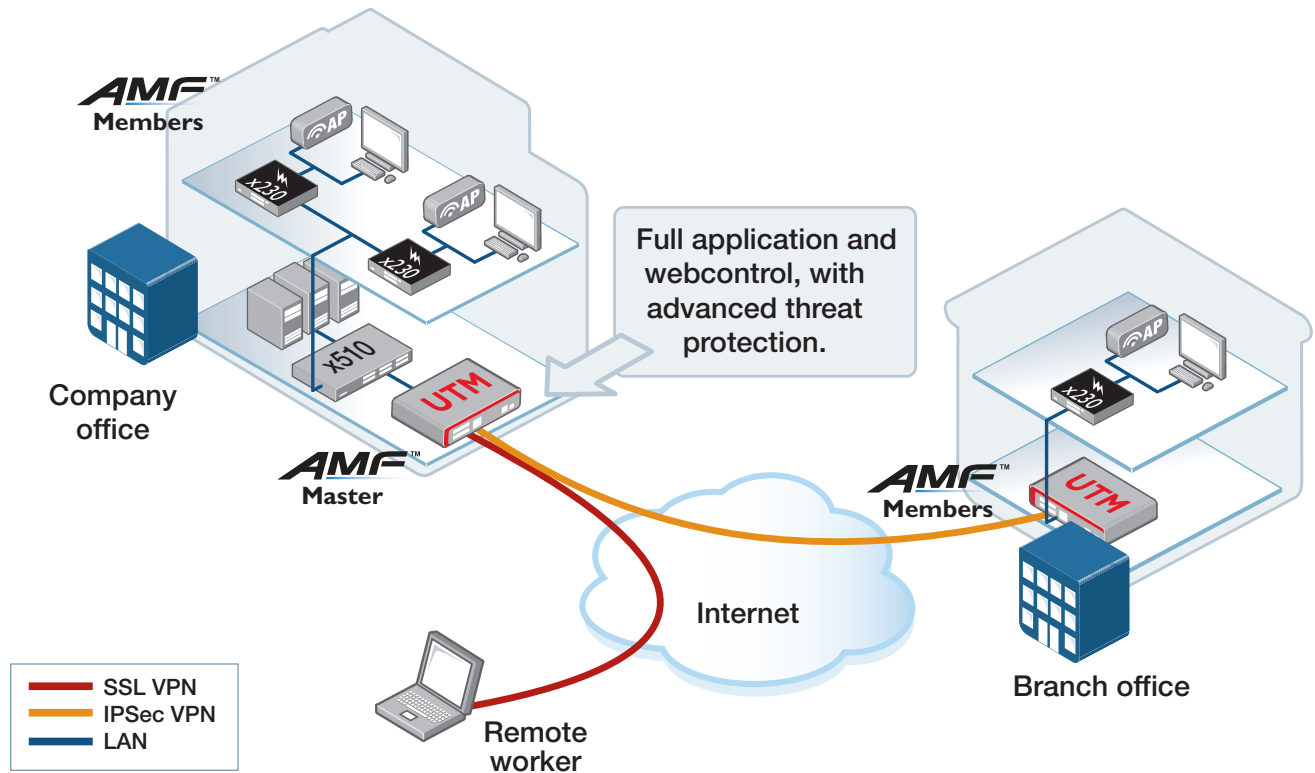 AMF™
Members
AP
x230
AP
x230
Full application and
webcontrol, with
advanced threat
protection.
x510
UTM
Company
office
AMF™
Master
AP
x230
AMF™
Members
UTM
Internet
Branch office
SSL VPN
IPSec VPN
LAN
Remote
worker